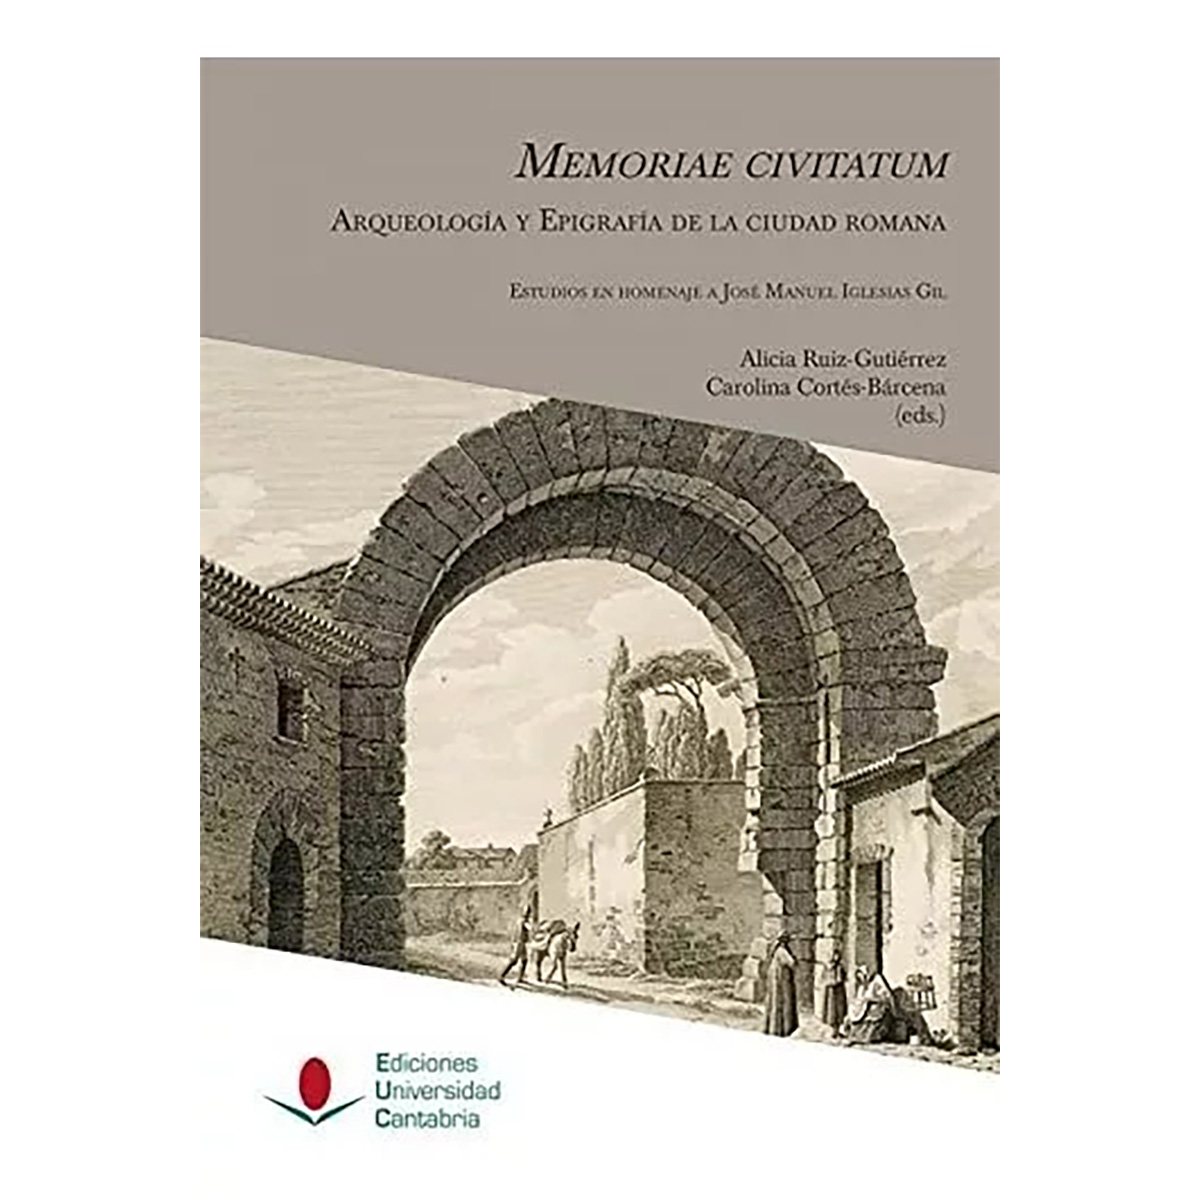 MEMORIAE CIVITATUM
ARQUEOLOGÍA Y EPIGRAFÍA DE LA CIUDAD ROMANA
ESTUDIOS EN HOMENAJE A JOSÉ MANUEL IGLESIAS GIL
Alicia Ruiz-Gutiérrez
Carolina Cortés-Bárcena
(eds.)
Ediciones
Universidad
Cantabria